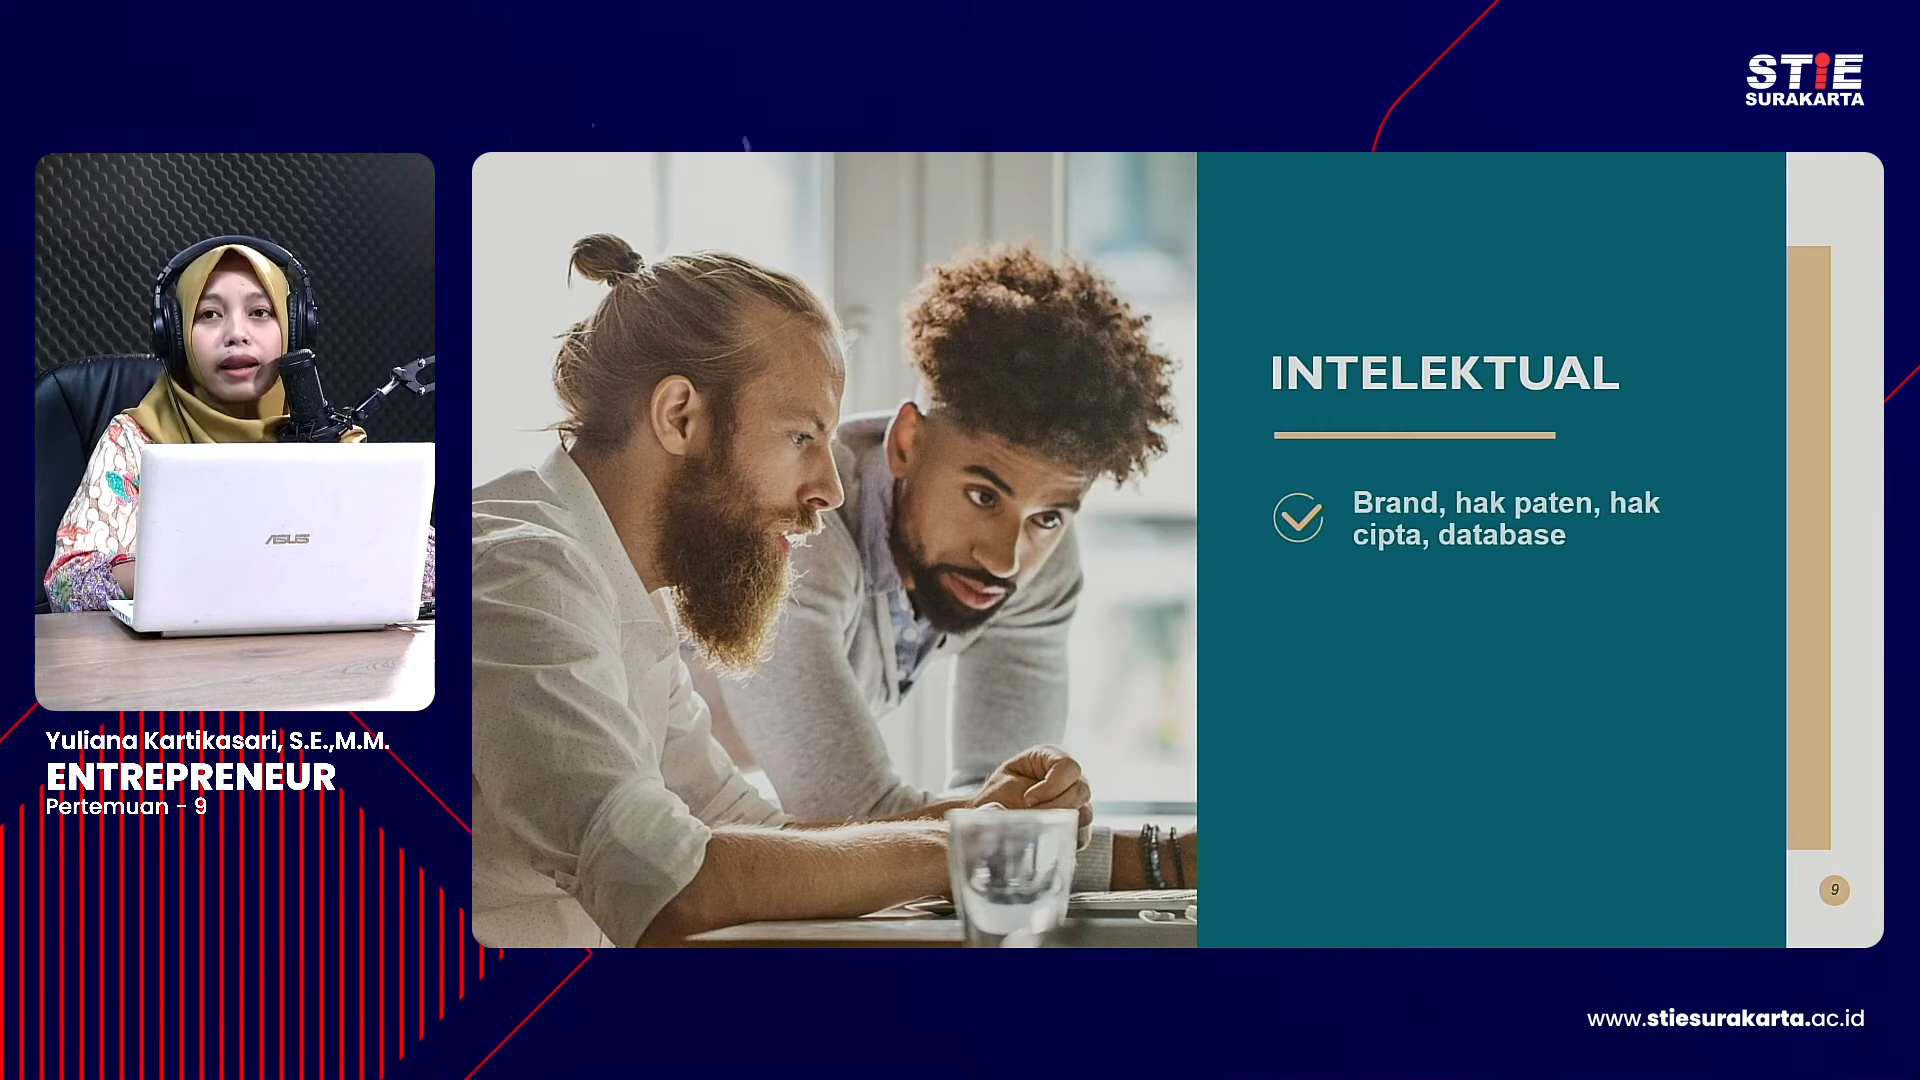 STiE
SURAKARTA
ASUS
Yuliana Kartikasari, S.E.,M.M.
ENTREPRENEUR
Pertemuan - 9
INTELEKTUAL
Brand, hak paten, hak
cipta, database
9
www.stiesurakarta.ac.id